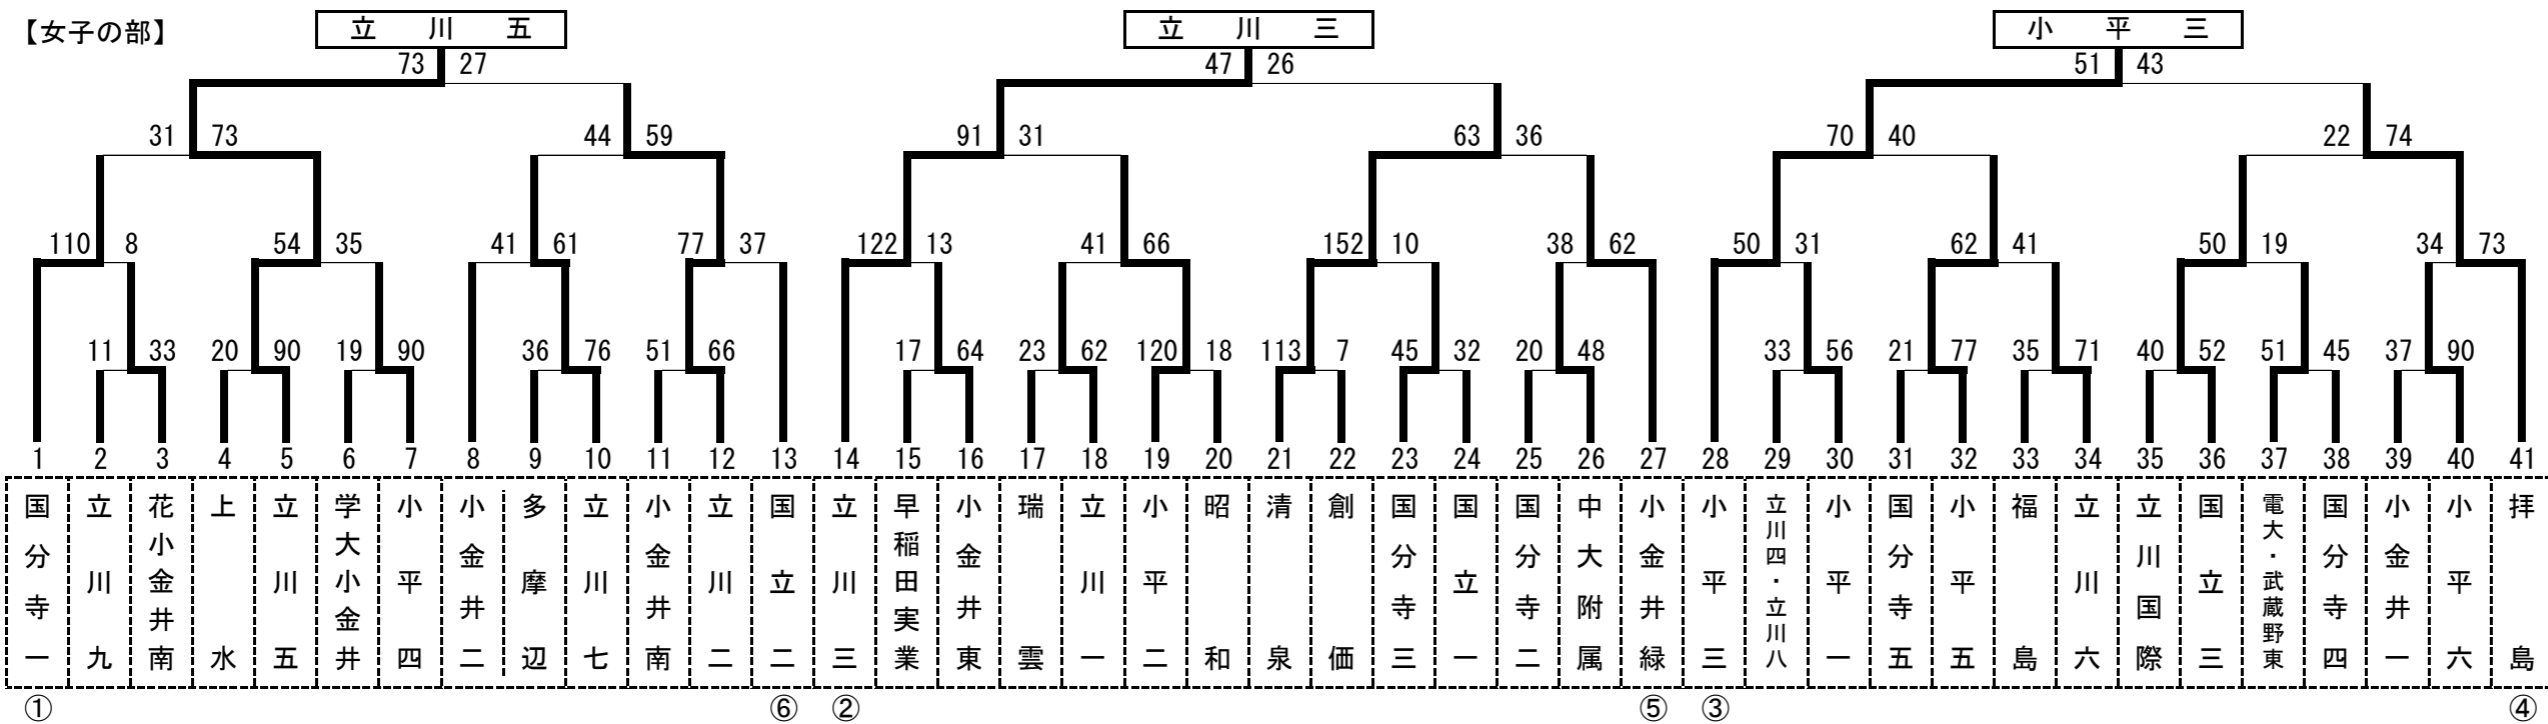 【女子の部】
立川五 立川三 小平三
73 27 47 26 51 43
31 73 44 59 91 31 63 36 70 40 22 74
110 8 54 35 41 61 77 37 122 13 41 66 152 10 38 62 50 31 62 41 50 19 34 73
11 33 20 90 19 90 36 76 51 66 17 64 23 62 120 18 113 7 45 32 20 48 33 56 21 77 35 71 40 52 51 45 37 90
1 2 3 4 5 6 7 8 9 10 11 12 13 14 15 16 17 18 19 20 21 22 23 24 25 26 27 28 29 30 31 32 33 34 35 36 37 38 39 40 41
国分寺一
立川九
花小金井南
上水
立川五
学大小金井
小平四
小金井二
多摩辺
立川七
小金井南
立川二
国立二
立川三
早稲田実業
小金井東
瑞雲
立川一
小平二
昭和
清泉
創価
国分寺三
国立一
国分寺二
中大附属
小金井緑
小平三
立川四・立川八
小平一
国分寺五
小平五
福島
立川六
立川国際
国立三
電大・武蔵野東
国分寺四
小金井一
小平六
拝島
① ⑥ ② ⑤ ③ ④